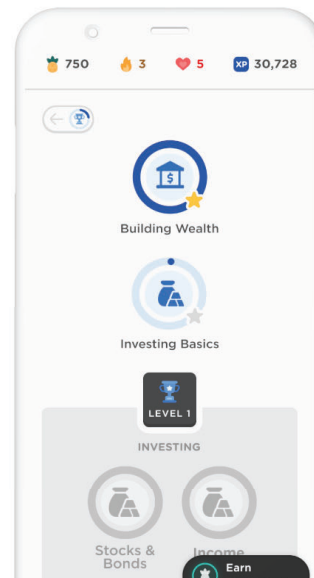 750 3 5 XP 30,728
Building Wealth
Investing Basics
LEVEL 1
INVESTING
Stocks & Income
Bonds
Earn